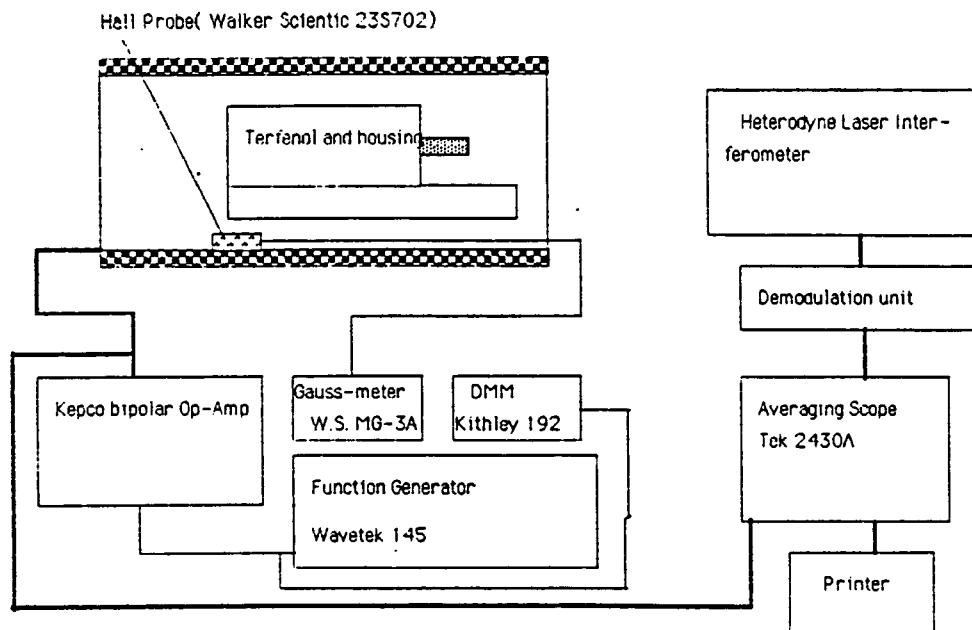 Hall Probe( Walker Scientic 23S702)
Terfenol and housing
Heterodyne Laser Inter-
ferometer
Demodulation unit
Kepco bipolar Op-Amp
Gauss-meter
W.S. MG-3A
DMM
Kithley 192
Averaging Scope
Tek 2430A
Function Generator
Wavetek 145
Printer